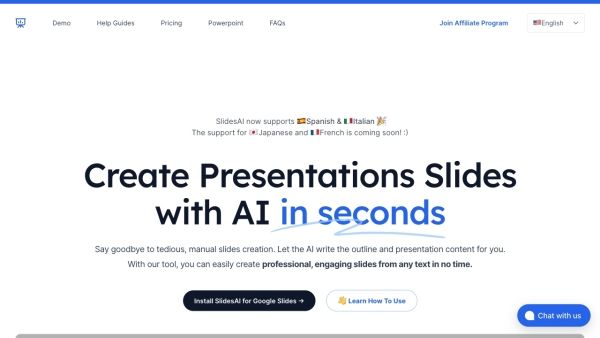 Demo
Help Guides
Pricing
Powerpoint
FAQs
Join Affiliate Program
English
SlidesAI now supports 🇪🇸Spanish & 🇮🇹Italian 🎉
The support for 🇯🇵Japanese and 🇫🇷French is coming soon! :)
Create Presentations Slides
with AI in seconds
Say goodbye to tedious, manual slides creation. Let the AI write the outline and presentation content for you.
With our tool, you can easily create professional, engaging slides from any text in no time.
Install SlidesAI for Google Slides →
👋 Learn How To Use
Chat with us